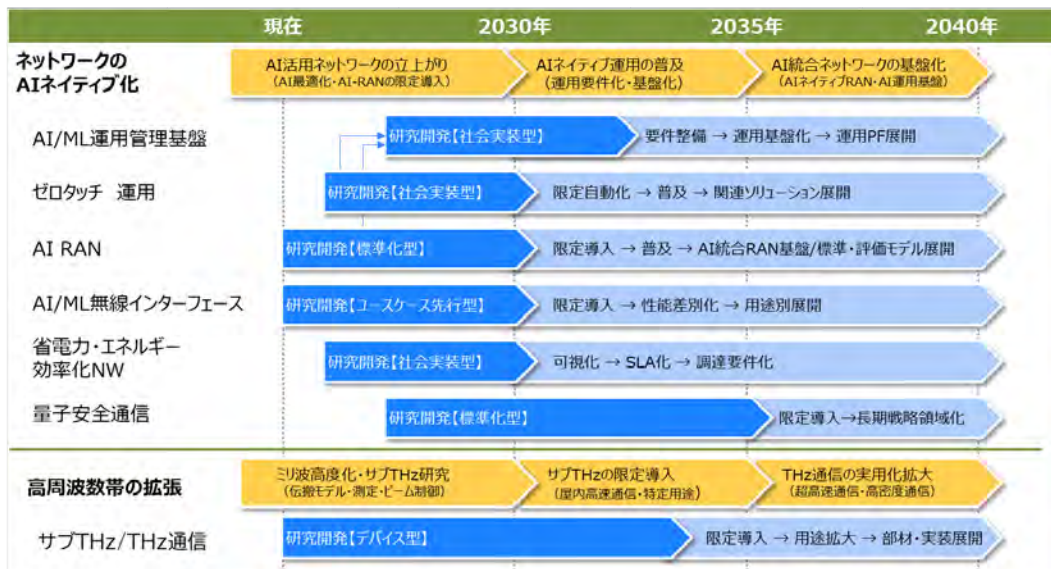 現在 2030年 2035年 2040年
ネットワークの
AIネイティブ化
AI活用ネットワークの立上がり
(AI最適化・AI-RANの限定導入)
AIネイティブ運用の普及
(運用要件化・基盤化)
AI統合ネットワークの基盤化
(AIネイティブRAN・AI運用基盤)
AI/ML運用管理基盤
研究開発【社会実装型】
要件整備 → 運用基盤化 → 運用PF展開
ゼロタッチ 運用
研究開発【社会実装型】
限定自動化 → 普及 → 関連ソリューション展開
AI RAN
研究開発【標準化型】
限定導入 → 普及 → AI統合RAN基盤/標準・評価モデル展開
AI/ML無線インターフェース
研究開発【ユースケース先行型】
限定導入 → 性能差別化 → 用途別展開
省電力・エネルギー
効率化NW
研究開発【社会実装型】
可視化 → SLA化 → 調達要件化
量子安全通信
研究開発【標準化型】
限定導入→長期戦略領域化
高周波数帯の拡張
ミリ波高度化・サブTHz研究
(伝搬モデル・測定・ビーム制御)
サブTHzの限定導入
(屋内高速通信・特定用途)
THz通信の実用化拡大
(超高速通信・高密度通信)
サブTHz/THz通信
研究開発【デバイス型】
限定導入 → 用途拡大 → 部材・実装展開